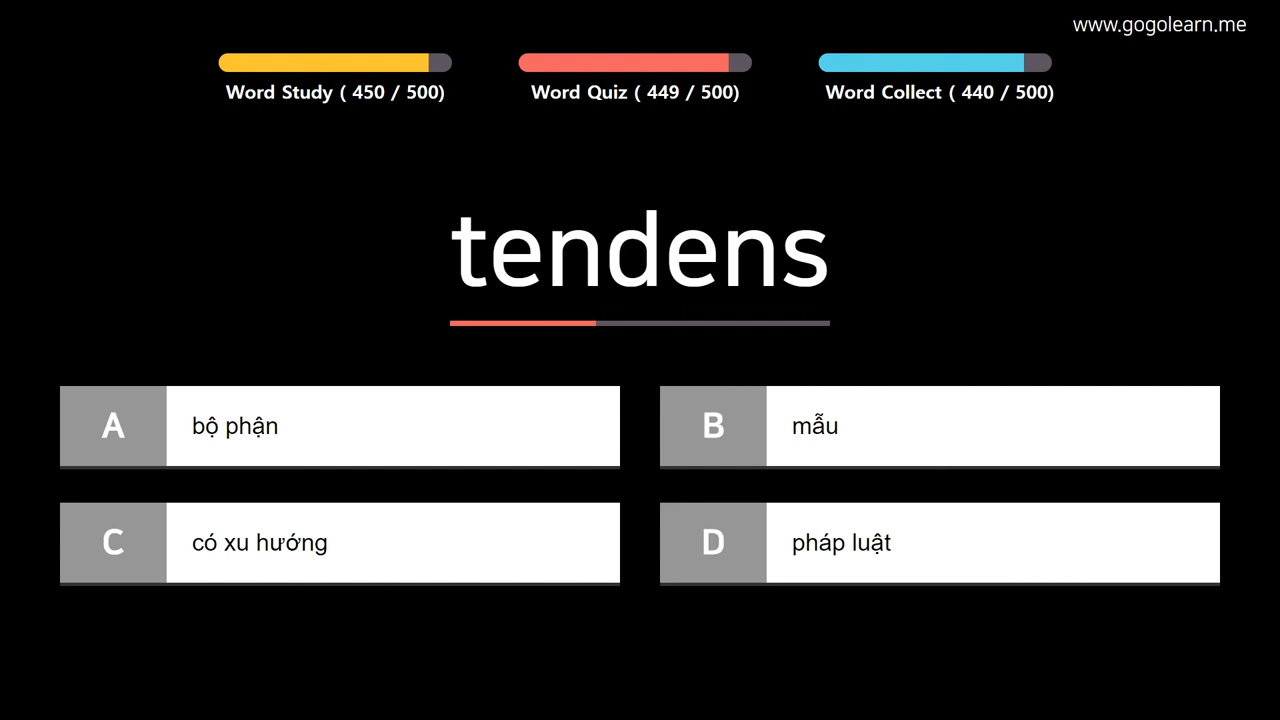 www.gogolearn.me
Word Study ( 450 / 500)
Word Quiz ( 449 / 500)
Word Collect ( 440 / 500)
tendens
A bộ phận
B mẫu
C có xu hướng
D pháp luật